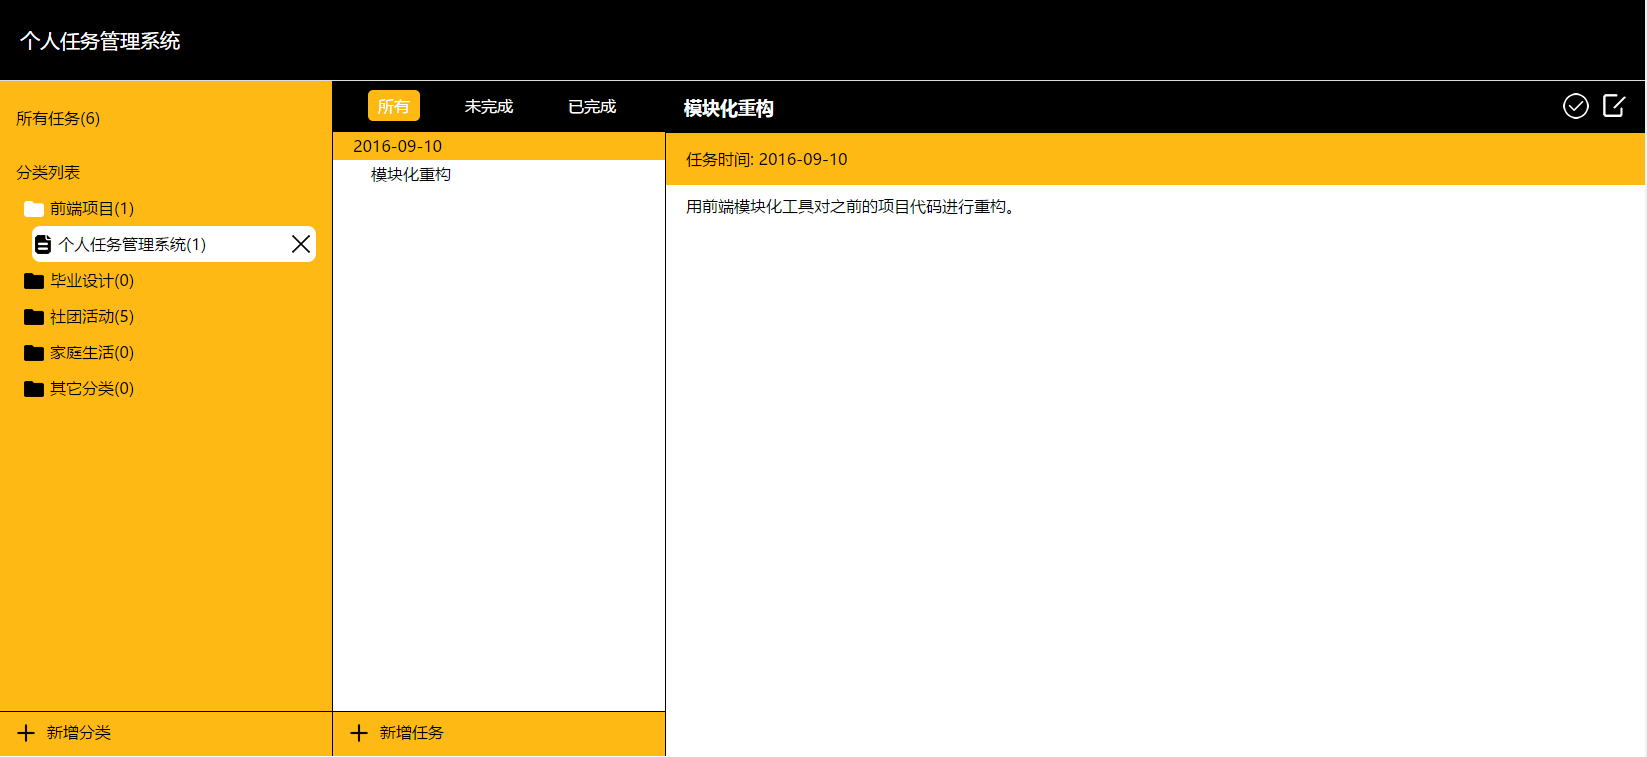 个人任务管理系统
所有任务(6)
分类列表
前端项目(1)
个人任务管理系统(1)
毕业设计(0)
社团活动(5)
家庭生活(0)
其它分类(0)
新增分类
所有 未完成 已完成
2016-09-10
模块化重构
新增任务
模块化重构
任务时间: 2016-09-10
用前端模块化工具对之前的项目代码进行重构。